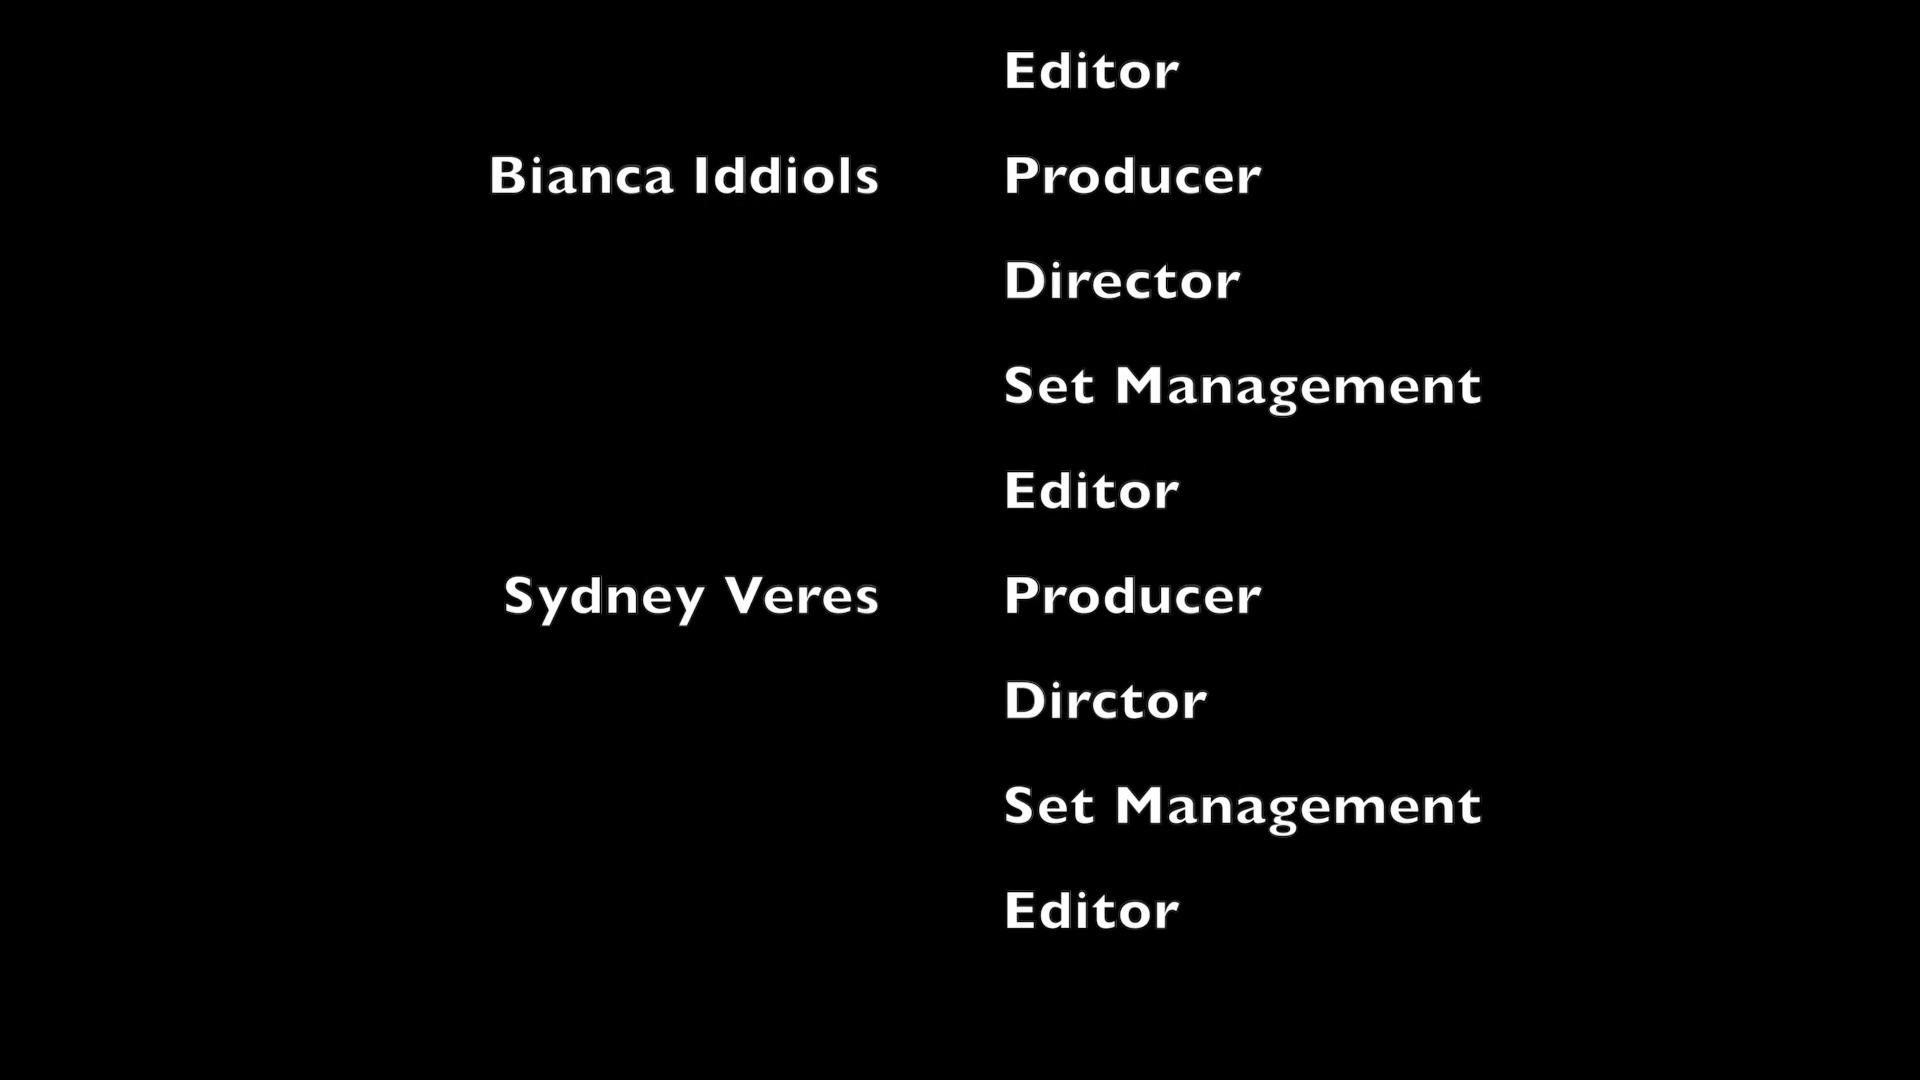 Editor
Bianca Iddiols Producer
Director
Set Management
Editor
Sydney Veres Producer
Dirctor
Set Management
Editor